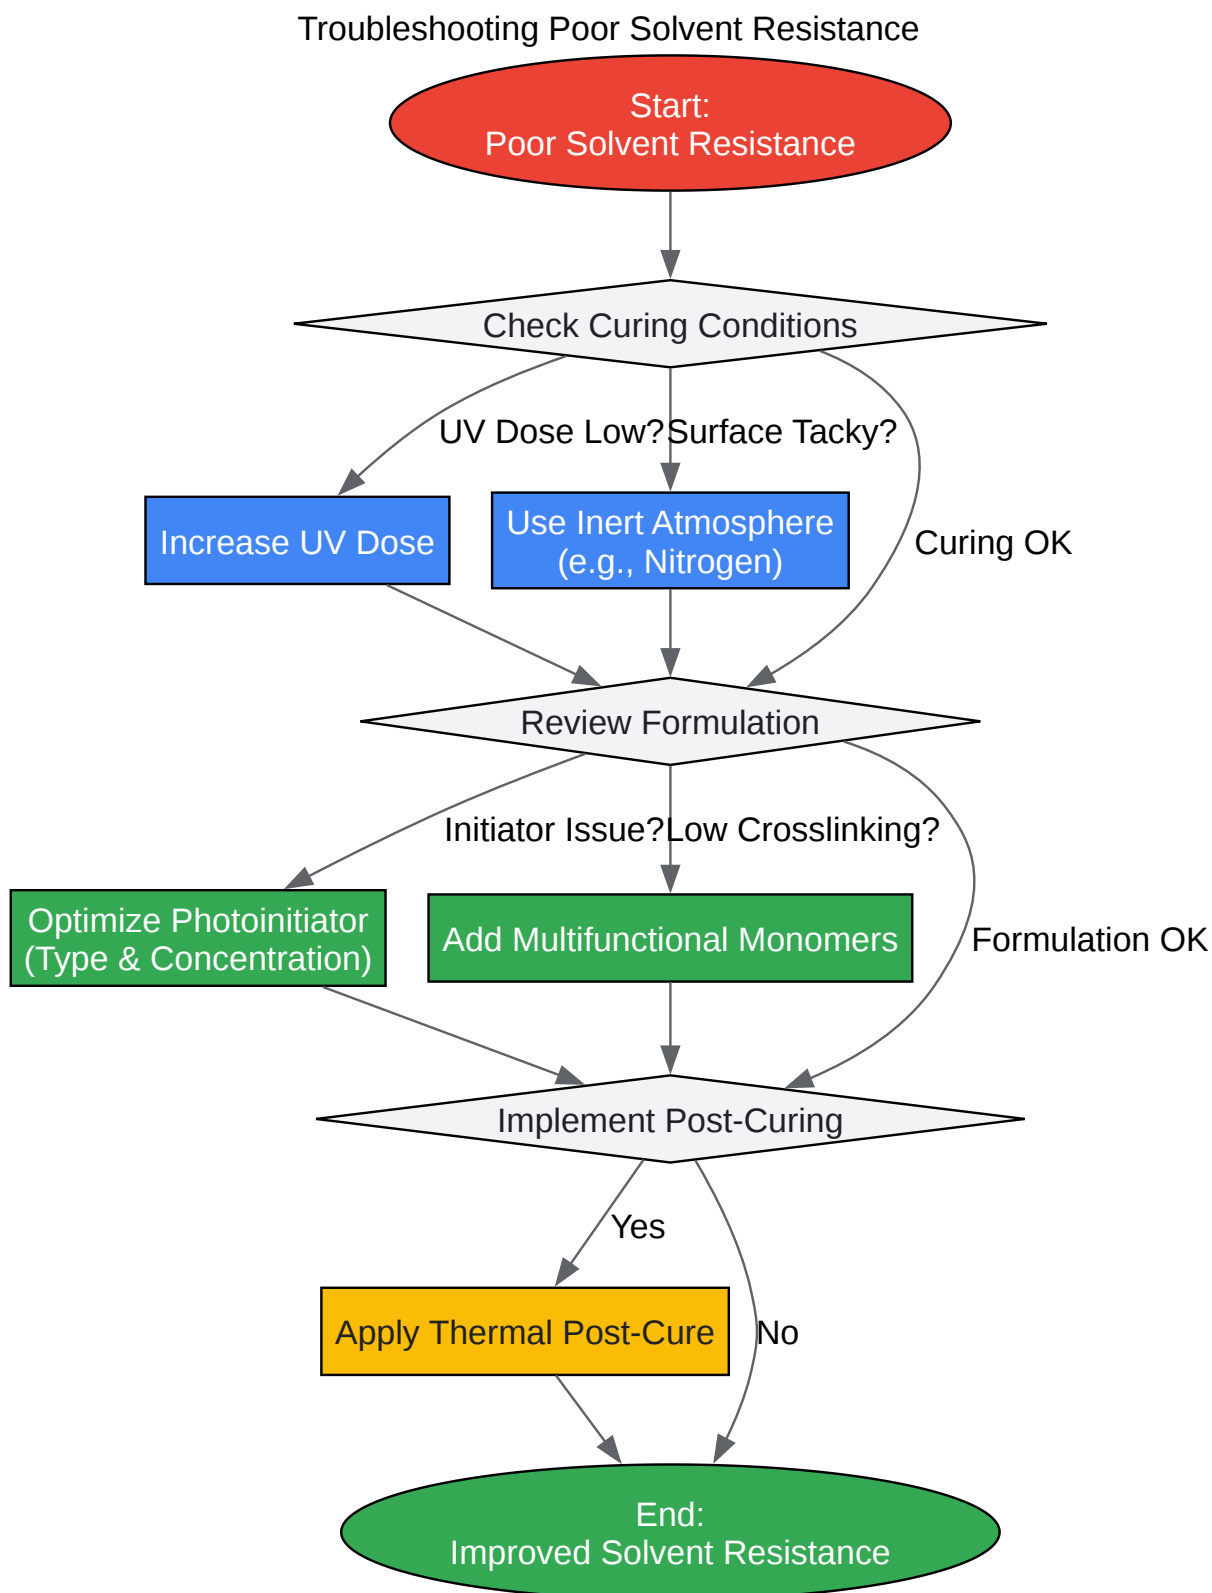 Troubleshooting Poor Solvent Resistance
Start:
Poor Solvent Resistance
Check Curing Conditions
UV Dose Low?
Surface Tacky?
Increase UV Dose
Use Inert Atmosphere
(e.g., Nitrogen)
Curing OK
Review Formulation
Initiator Issue?
Low Crosslinking?
Optimize Photoinitiator
(Type & Concentration)
Add Multifunctional Monomers
Formulation OK
Implement Post-Curing
Yes
Apply Thermal Post-Cure
No
End:
Improved Solvent Resistance